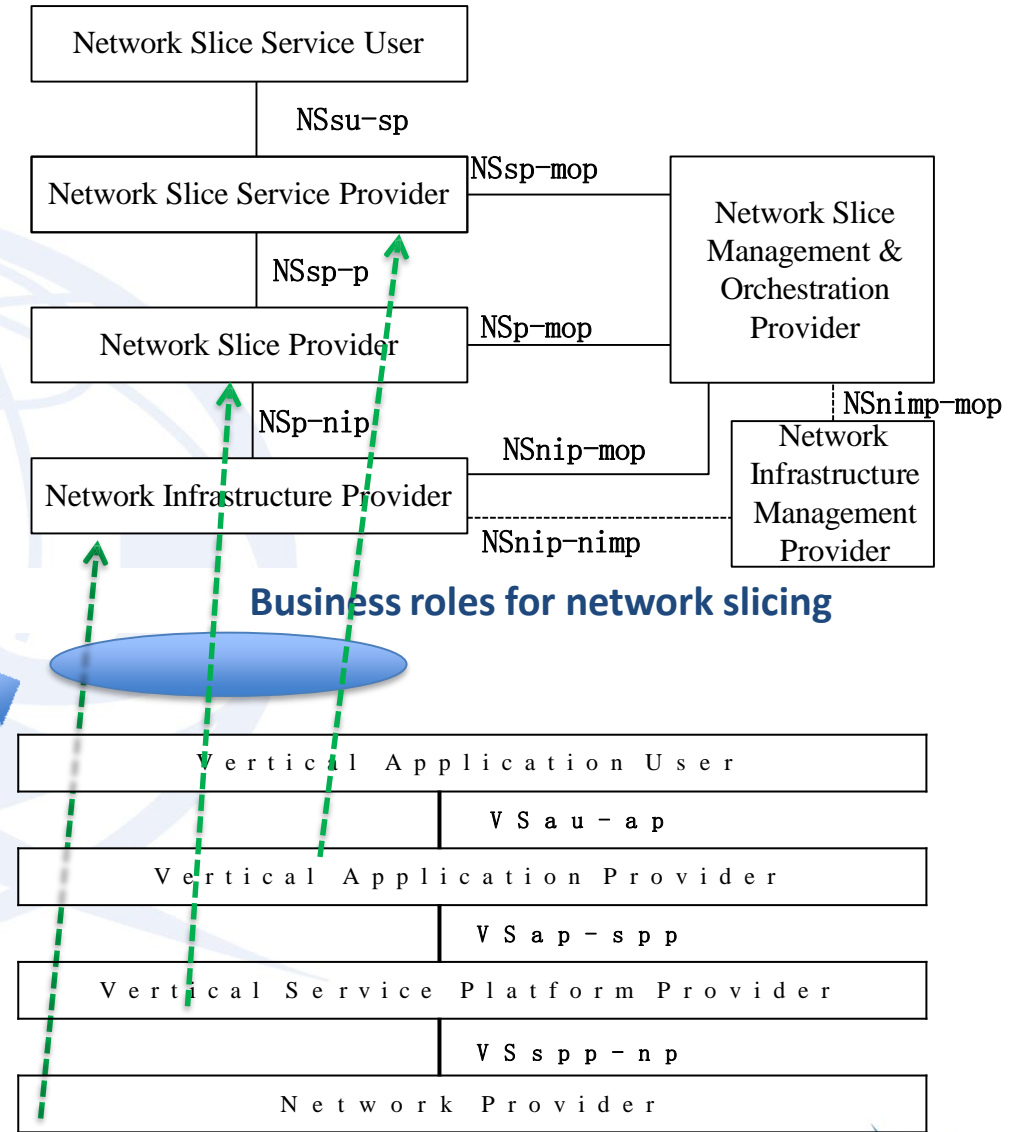 Network Slice Service User
NSsu-sp
Network Slice Service Provider
NSsp-mop
Network Slice
Management &
Orchestration
Provider
NSsp-p
Network Slice Provider
NSp-mop
NSp-nip
NSnimp-mop
NSnip-mop
Network
Infrastructure
Management
Provider
Network Infrastructure Provider
NSnip-nimp
Business roles for network slicing
Vertical Application User
VSau-ap
Vertical Application Provider
VSap-spp
Vertical Service Platform Provider
VSspp-np
Network Provider